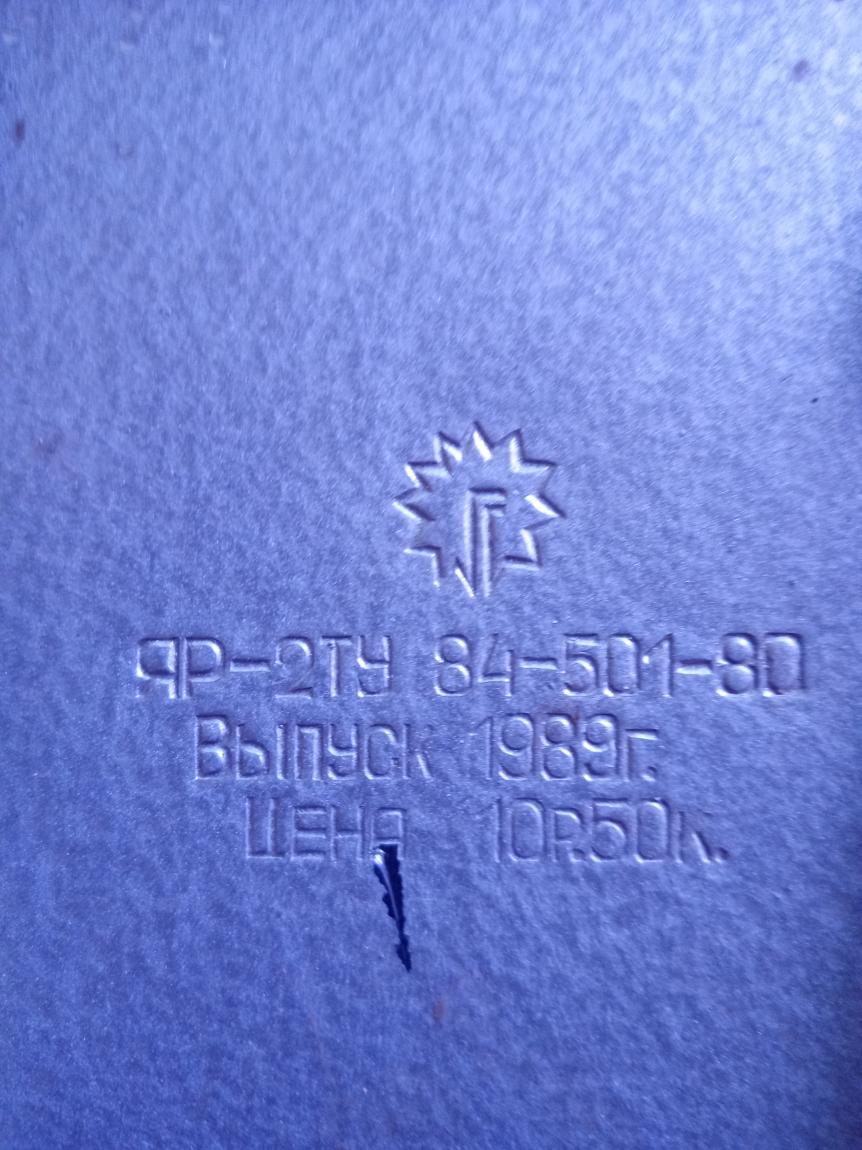 ЯР-2ТУ 84-501-80
Выпуск 1989г.
ЦЕНА 10р.50к.